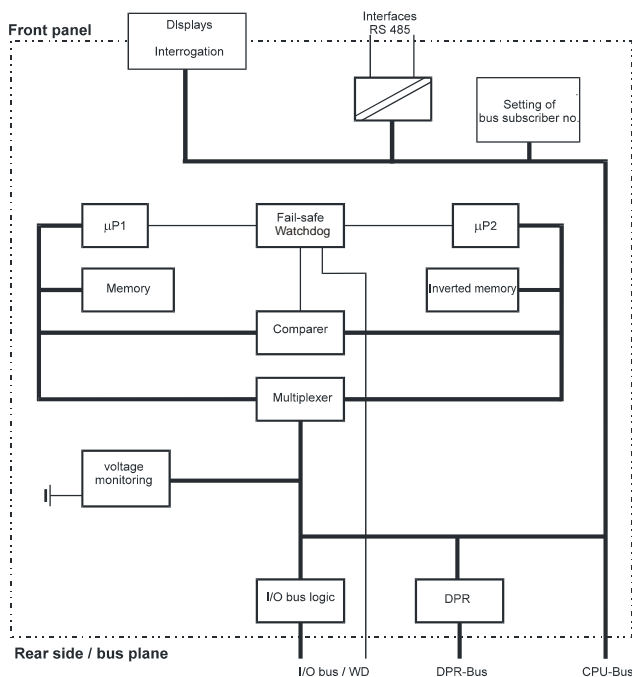 Front panel
DIsplays
Interrogation
Interfaces
RS 485
Setting of
bus subscriber no.
µP1
Fail-safe
Watchdog
µP2
Memory
Inverted memory
Comparer
Multiplexer
voltage
monitoring
I/O bus logic
DPR
Rear side / bus plane
I/O bus / WD
DPR-Bus
CPU-Bus